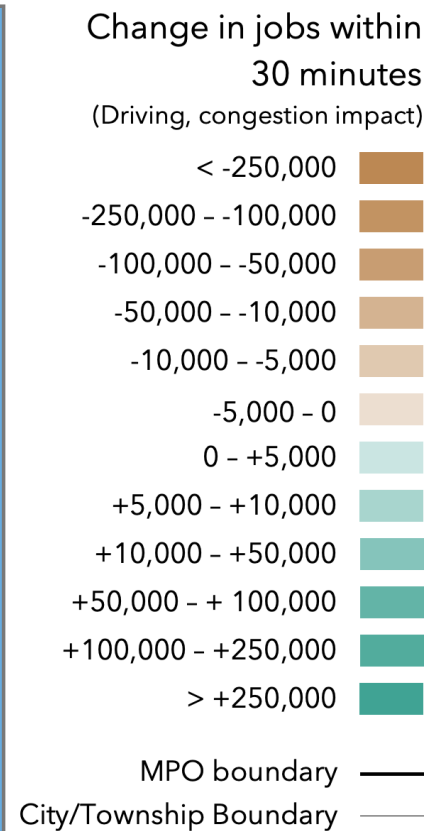 Change in jobs within
30 minutes
(Driving, congestion impact)
< -250,000
-250,000 – -100,000
-100,000 – -50,000
-50,000 – -10,000
-10,000 – -5,000
-5,000 – 0
0 – +5,000
+5,000 – +10,000
+10,000 – +50,000
+50,000 – + 100,000
+100,000 – +250,000
> +250,000
MPO boundary
City/Township Boundary